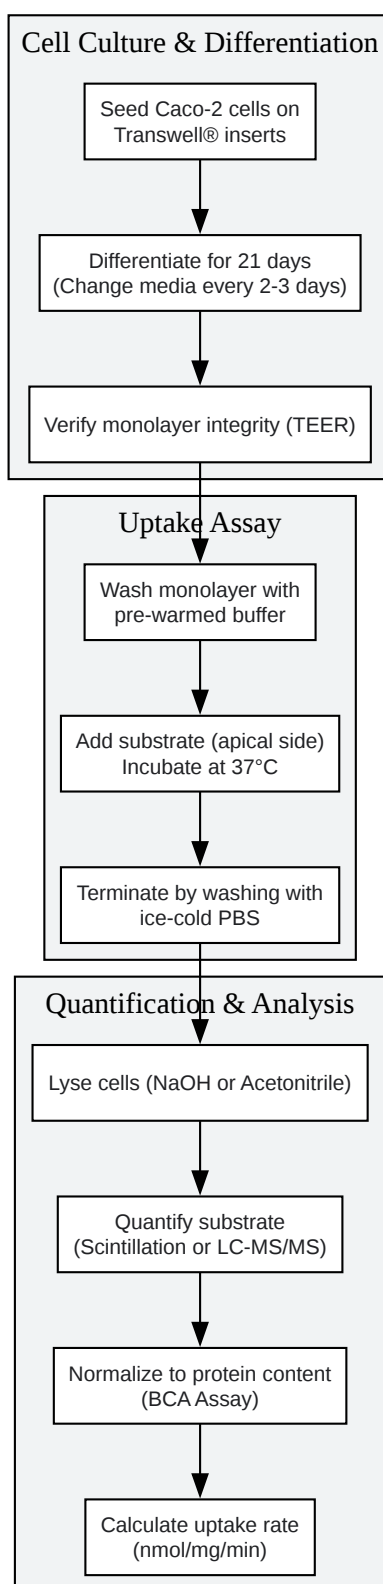 Cell Culture & Differentiation
Seed Caco-2 cells on
Transwell® inserts
Differentiate for 21 days
(Change media every 2-3 days)
Verify monolayer integrity (TEER)
Uptake Assay
Wash monolayer with
pre-warmed buffer
Add substrate (apical side)
Incubate at 37°C
Terminate by washing with
ice-cold PBS
Quantification & Analysis
Lyse cells (NaOH or Acetonitrile)
Quantify substrate
(Scintillation or LC-MS/MS)
Normalize to protein content
(BCA Assay)
Calculate uptake rate
(nmol/mg/min)